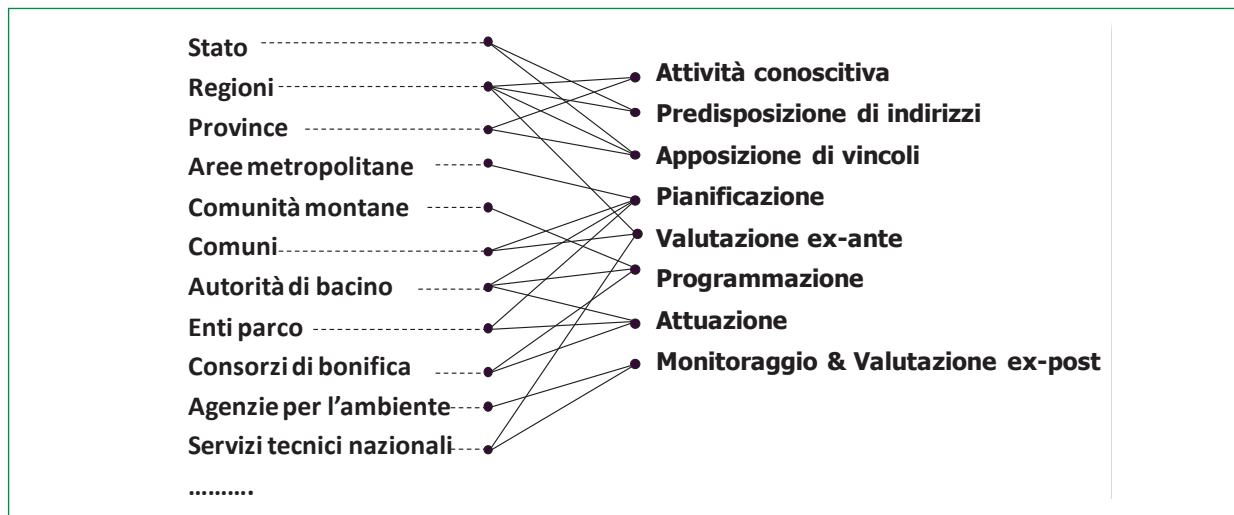 Stato
Regioni
Province
Aree metropolitane
Comunità montane
Comuni
Autorità di bacino
Enti parco
Consorzi di bonifica
Agenzie per l’ambiente
Servizi tecnici nazionali
……….
Attività conoscitiva
Predisposizione di indirizzi
Apposizione di vincoli
Pianificazione
Valutazione ex-ante
Programmazione
Attuazione
Monitoraggio & Valutazione ex-post